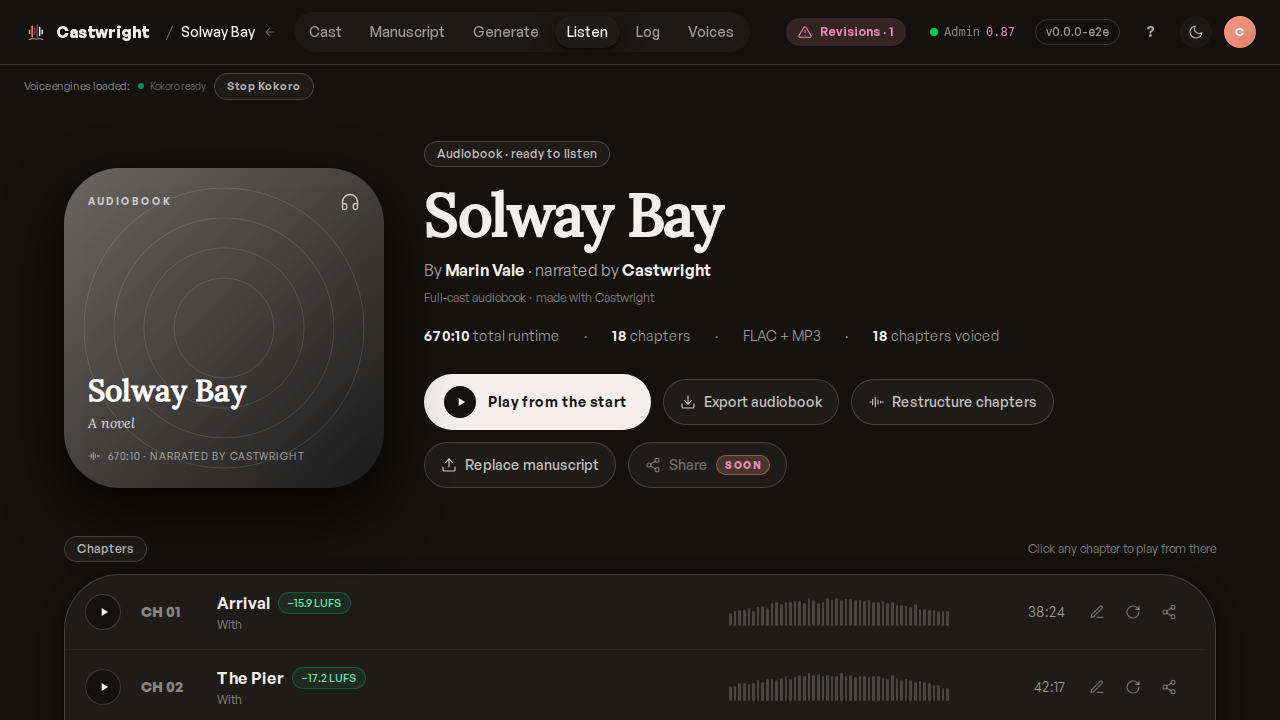 Castwright / Solway Bay ← Cast Manuscript Generate Listen Log Voices Revisions · 1 Admin 0.87 v0.0.0-e2e ? C
Voice engines loaded: Kokoro ready Stop Kokoro
Audiobook · ready to listen
AUDIOBOOK
Solway Bay
By Marin Vale · narrated by Castwright
Full-cast audiobook · made with Castwright
670:10 total runtime · 18 chapters · FLAC + MP3 · 18 chapters voiced
Solway Bay
A novel
670:10 · NARRATED BY CASTWRIGHT
Play from the start Export audiobook Restructure chapters
Replace manuscript Share SOON
Chapters Click any chapter to play from there
CH 01 Arrival −15.9 LUFS 38:24
With
CH 02 The Pier −17.2 LUFS 42:17
With